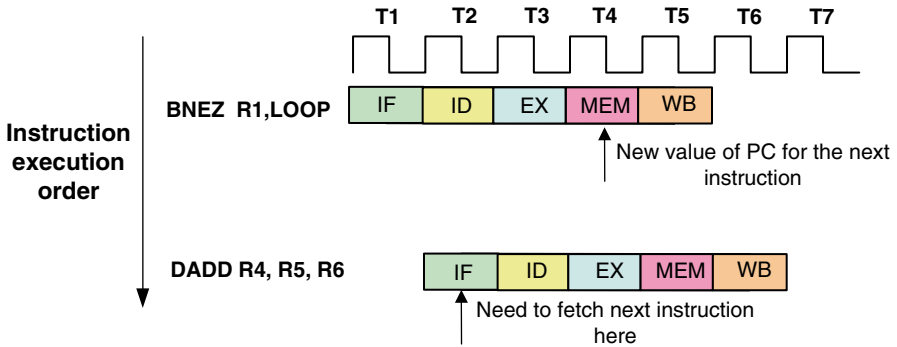 T1 T2 T3 T4 T5 T6 T7
BNEZ R1,LOOP
IF ID EX MEM WB
Instruction
execution
order
New value of PC for the next
instruction
DADD R4, R5, R6
IF ID EX MEM WB
Need to fetch next instruction
here